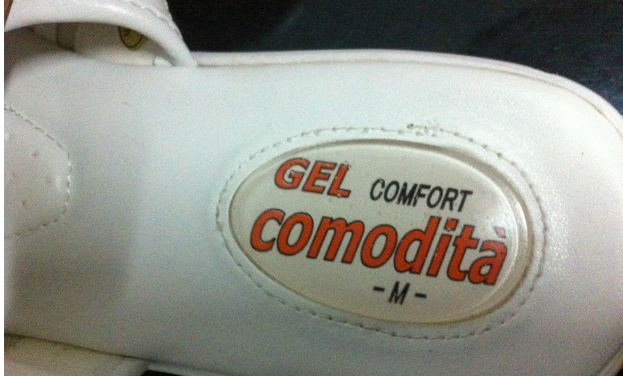 GEL COMFORT
comodità
- M -